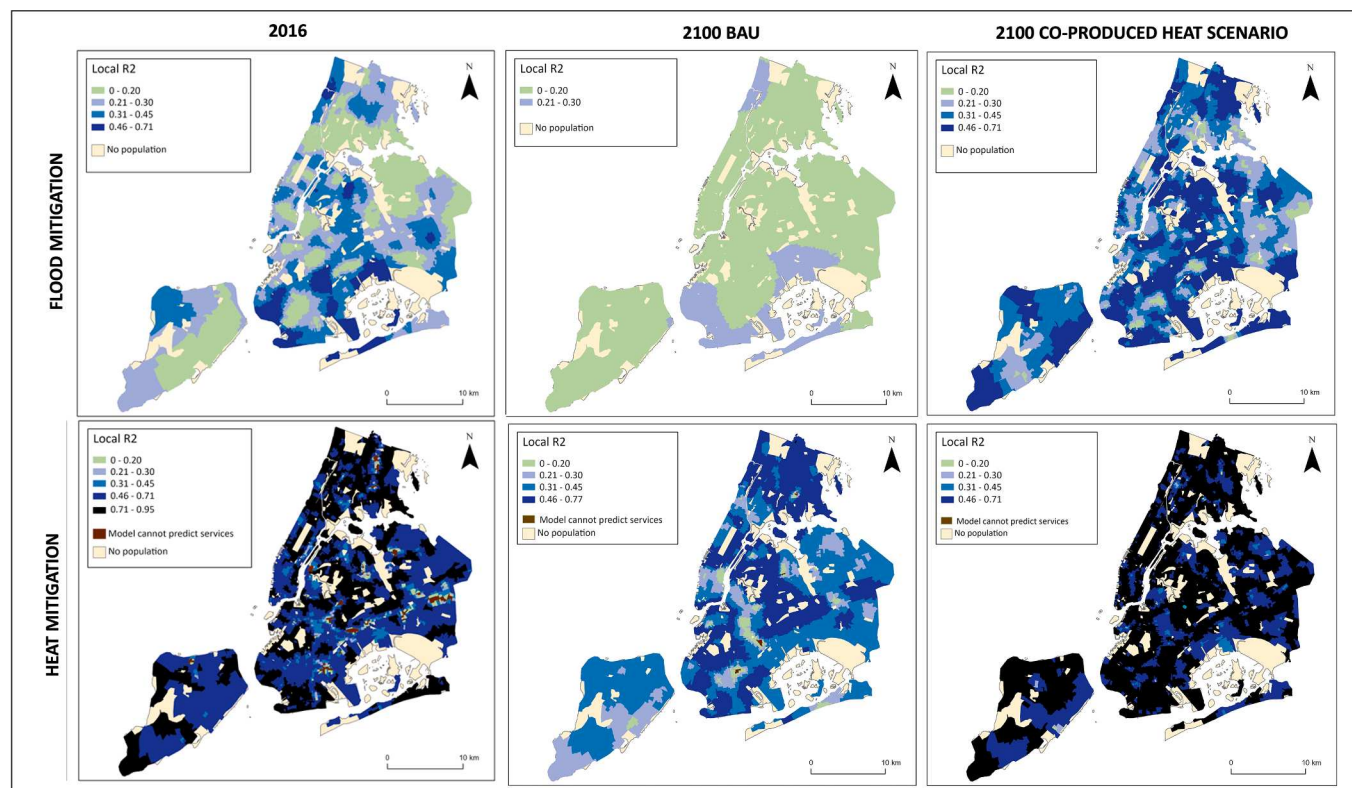 2016
2100 BAU
2100 CO-PRODUCED HEAT SCENARIO
FLOOD MITIGATION
Local R2
0 - 0.20
0.21 - 0.30
0.31 - 0.45
0.46 - 0.71
No population
N
0 10 km
Local R2
0 - 0.20
0.21 - 0.30
No population
N
0 10 km
Local R2
0 - 0.20
0.21 - 0.30
0.31 - 0.45
0.46 - 0.71
No population
N
0 10 km
HEAT MITIGATION
Local R2
0 - 0.20
0.21 - 0.30
0.31 - 0.45
0.46 - 0.71
0.71 - 0.95
Model cannot predict services
No population
N
0 10 km
Local R2
0 - 0.20
0.21 - 0.30
0.31 - 0.45
0.46 - 0.77
Model cannot predict services
No population
N
0 10 km
Local R2
0 - 0.20
0.21 - 0.30
0.31 - 0.45
0.46 - 0.71
Model cannot predict services
No population
N
0 10 km